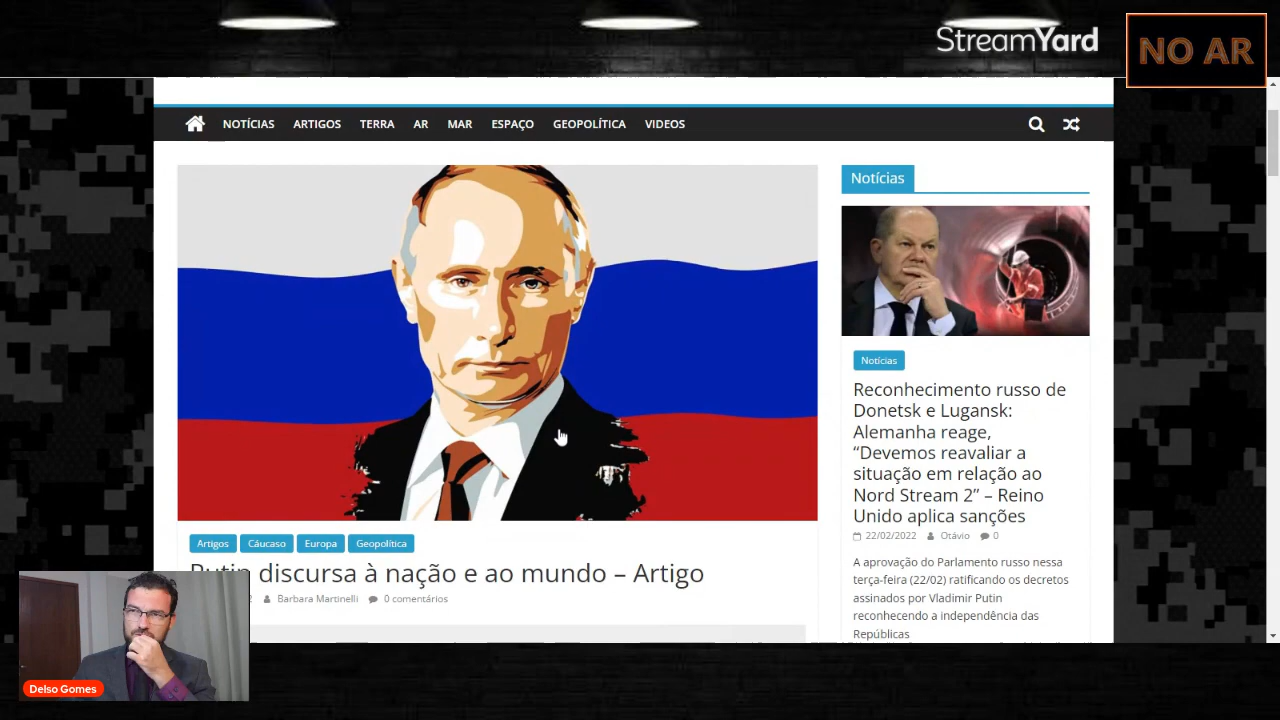 StreamYard
NO AR
NOTÍCIAS ARTIGOS TERRA AR MAR ESPAÇO GEOPOLÍTICA VIDEOS
Artigos Cáucaso Europa Geopolítica
Putin discursa à nação e ao mundo – Artigo
2 Barbara Martinelli 0 comentários
Notícias
Notícias
Reconhecimento russo de
Donetsk e Lugansk:
Alemanha reage,
“Devemos reavaliar a
situação em relação ao
Nord Stream 2” – Reino
Unido aplica sanções
22/02/2022 Otávio 0
A aprovação do Parlamento russo nessa
terça-feira (22/02) ratificando os decretos
assinados por Vladimir Putin
reconhecendo a independência das
Repúblicas
Delso Gomes